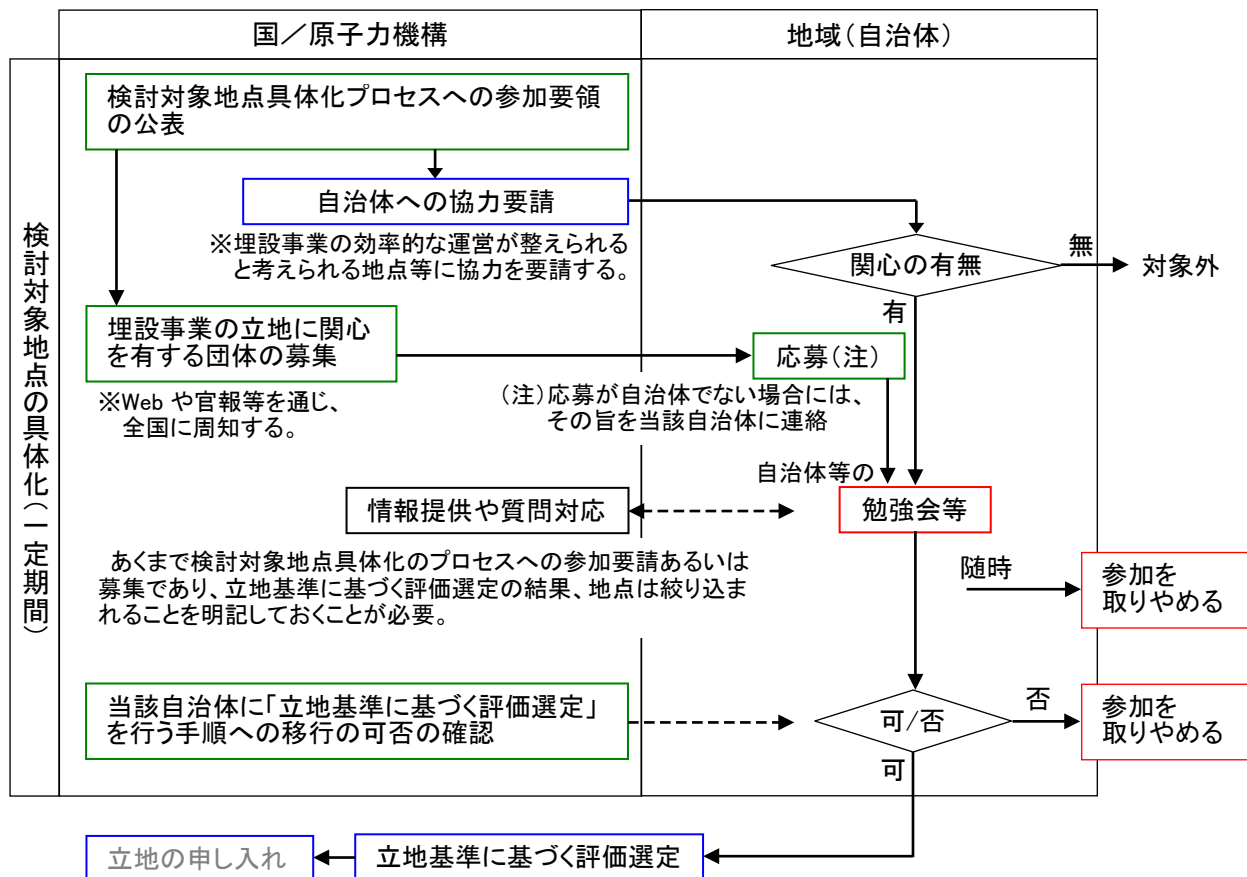 国／原子力機構
地域（自治体）
検討対象地点の具体化（一定期間）
検討対象地点具体化プロセスへの参加要領
の公表
自治体への協力要請
※埋設事業の効率的な運営が整えられる
と考えられる地点等に協力を要請する。
関心の有無
無
対象外
有
埋設事業の立地に関心
を有する団体の募集
応募（注）
※Web や官報等を通じ、
全国に周知する。
（注）応募が自治体でない場合には、
その旨を当該自治体に連絡
自治体等の
情報提供や質問対応
勉強会等
あくまで検討対象地点具体化のプロセスへの参加要請あるいは
募集であり、立地基準に基づく評価選定の結果、地点は絞り込ま
れることを明記しておくことが必要。
随時
参加を
取りやめる
当該自治体に「立地基準に基づく評価選定」
を行う手順への移行の可否の確認
可/否
否
参加を
取りやめる
可
立地の申し入れ
立地基準に基づく評価選定